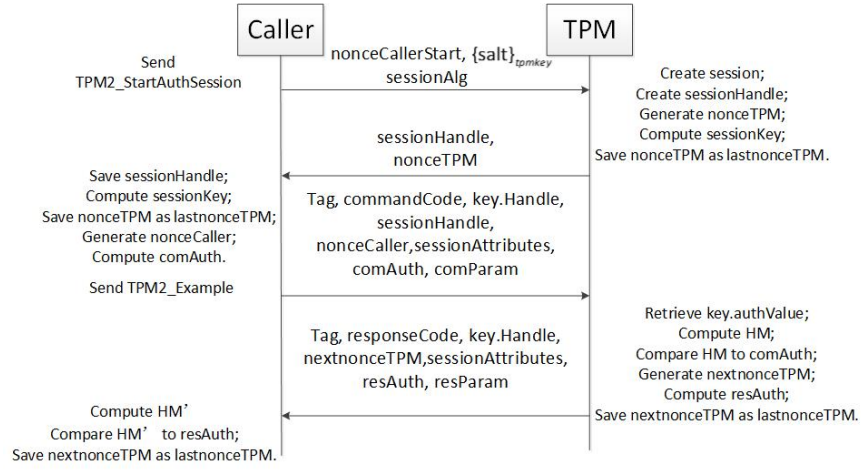 Caller
TPM
Send
TPM2_StartAuthSession
nonceCallerStart, {salt}tpmkey
sessionAlg
Create session;
Create sessionHandle;
Generate nonceTPM;
Compute sessionKey;
Save nonceTPM as lastnonceTPM.
sessionHandle,
nonceTPM
Save sessionHandle;
Compute sessionKey;
Save nonceTPM as lastnonceTPM;
Generate nonceCaller;
Compute comAuth.
Tag, commandCode, key.Handle,
sessionHandle,
nonceCaller,sessionAttributes,
comAuth, comParam
Send TPM2_Example
Retrieve key.authValue;
Compute HM;
Compare HM to comAuth;
Generate nextnonceTPM;
Compute resAuth;
Save nextnonceTPM as lastnonceTPM.
Tag, responseCode, key.Handle,
nextnonceTPM,sessionAttributes,
resAuth, resParam
Compute HM’
Compare HM’ to resAuth;
Save nextnonceTPM as lastnonceTPM.